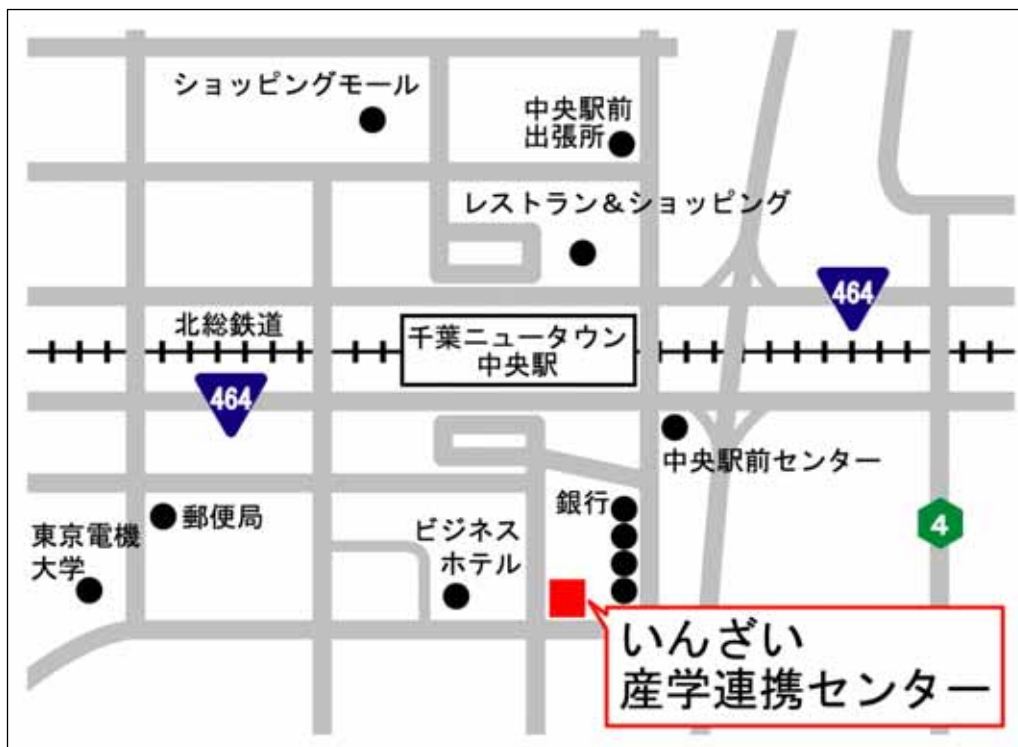 ショッピングモール
中央駅前
出張所
レストラン&ショッピング
464
北総鉄道
千葉ニュータウン
中央駅
464
中央駅前センター
銀行
郵便局
ビジネス
ホテル
東京電機
大学
4
いんざい
産学連携センター